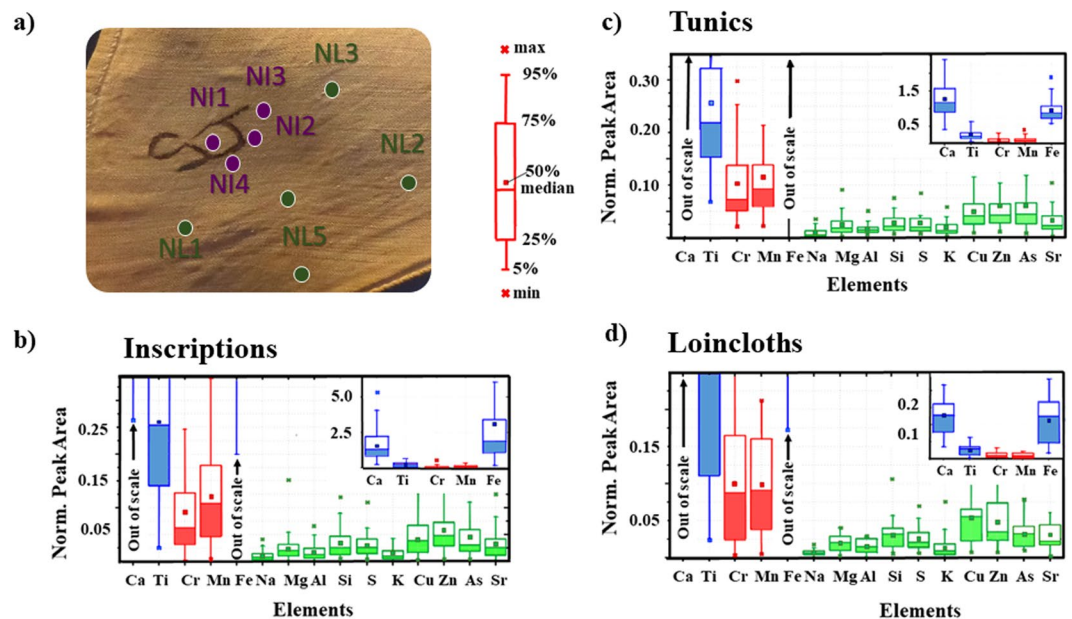 a)
NL3
NI3
NI1
NI2
NL2
NI4
NL5
NL1
max
95%
75%
50%
median
25%
5%
min
b)
Inscriptions
Norm. Peak Area
0.25
0.15
0.05
Out of scale
Out of scale
5.0
2.5
Ca Ti Cr Mn Fe
Ca Ti Cr Mn Fe Na Mg Al Si S K Cu Zn As Sr
Elements
c)
Tunics
Norm. Peak Area
0.30
0.20
0.10
Out of scale
Out of scale
1.5
0.5
Ca Ti Cr Mn Fe
Ca Ti Cr Mn Fe Na Mg Al Si S K Cu Zn As Sr
Elements
d)
Loincloths
Norm. Peak Area
0.15
0.05
Out of scale
Out of scale
0.2
0.1
Ca Ti Cr Mn Fe
Ca Ti Cr Mn Fe Na Mg Al Si S K Cu Zn As Sr
Elements